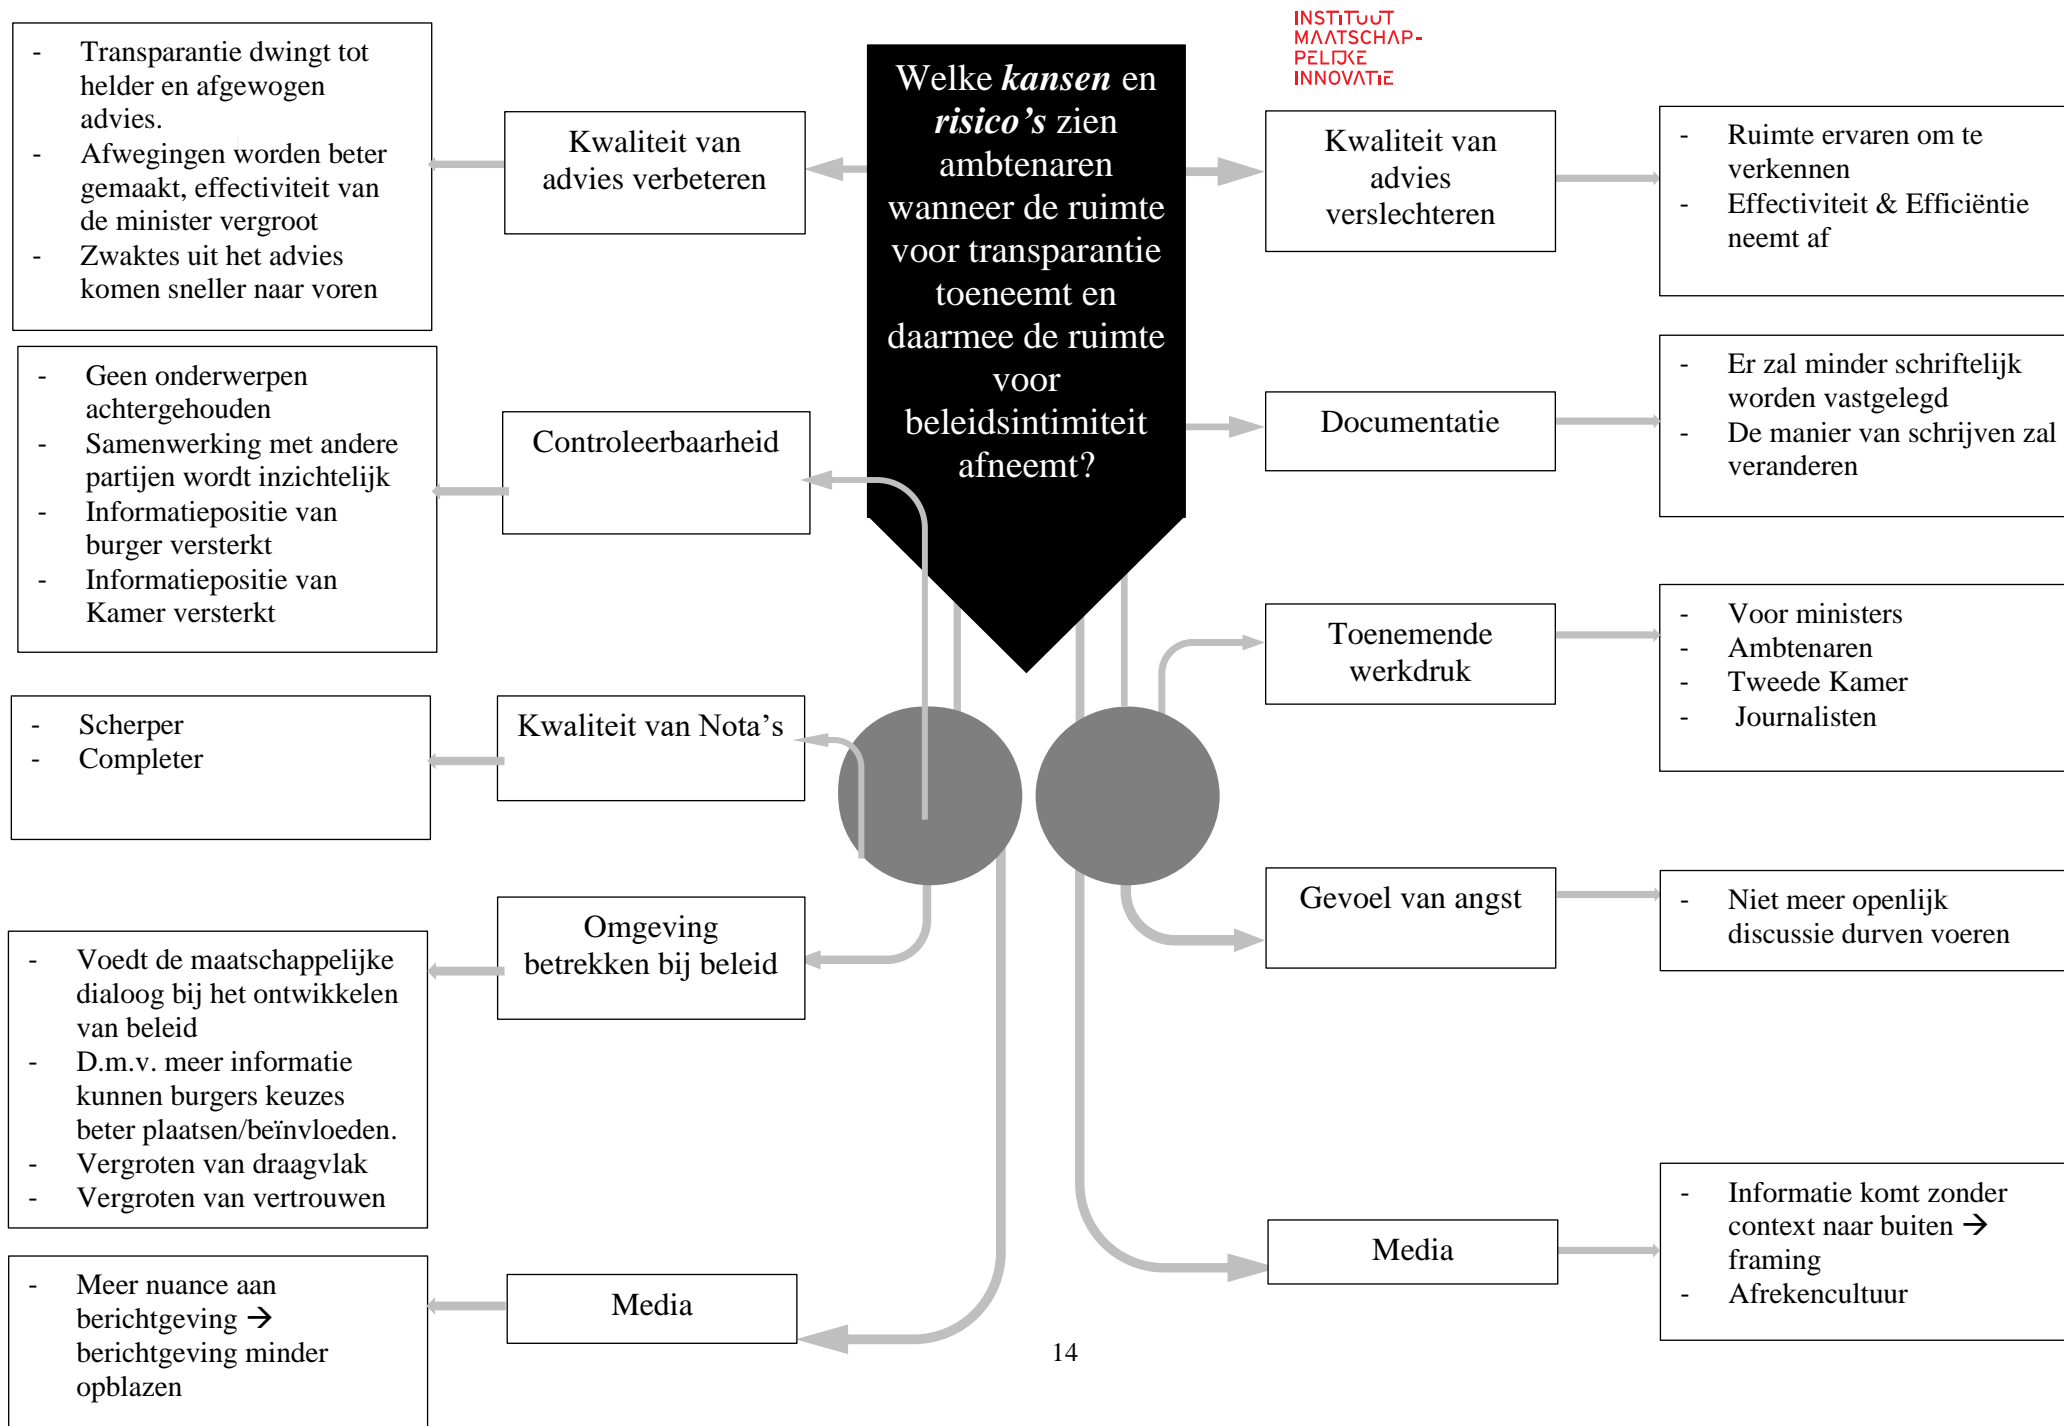 INSTITUUT
MAATSCHAP-
PELIJKE
INNOVATIE
Welke kansen en
risico’s zien
ambtenaren
wanneer de ruimte
voor transparantie
toeneemt en
daarmee de ruimte
voor
beleidsintimiteit
afneemt?
Kwaliteit van
advies verbeteren
- Transparantie dwingt tot
helder en afgewogen
advies.
- Afwegingen worden beter
gemaakt, effectiviteit van
de minister vergroot
- Zwaktes uit het advies
komen sneller naar voren
Controleerbaarheid
- Geen onderwerpen
achtergehouden
- Samenwerking met andere
partijen wordt inzichtelijk
- Informatiepositie van
burger versterkt
- Informatiepositie van
Kamer versterkt
Kwaliteit van Nota’s
- Scherper
- Completer
Omgeving
betrekken bij beleid
- Voedt de maatschappelijke
dialoog bij het ontwikkelen
van beleid
- D.m.v. meer informatie
kunnen burgers keuzes
beter plaatsen/beïnvloeden.
- Vergroten van draagvlak
- Vergroten van vertrouwen
Media
- Meer nuance aan
berichtgeving →
berichtgeving minder
opblazen
Kwaliteit van
advies
verslechteren
- Ruimte ervaren om te
verkennen
- Effectiviteit & Efficiëntie
neemt af
Documentatie
- Er zal minder schriftelijk
worden vastgelegd
- De manier van schrijven zal
veranderen
Toenemende
werkdruk
- Voor ministers
- Ambtenaren
- Tweede Kamer
- Journalisten
Gevoel van angst
- Niet meer openlijk
discussie durven voeren
Media
- Informatie komt zonder
context naar buiten →
framing
- Afrekencultuur
14